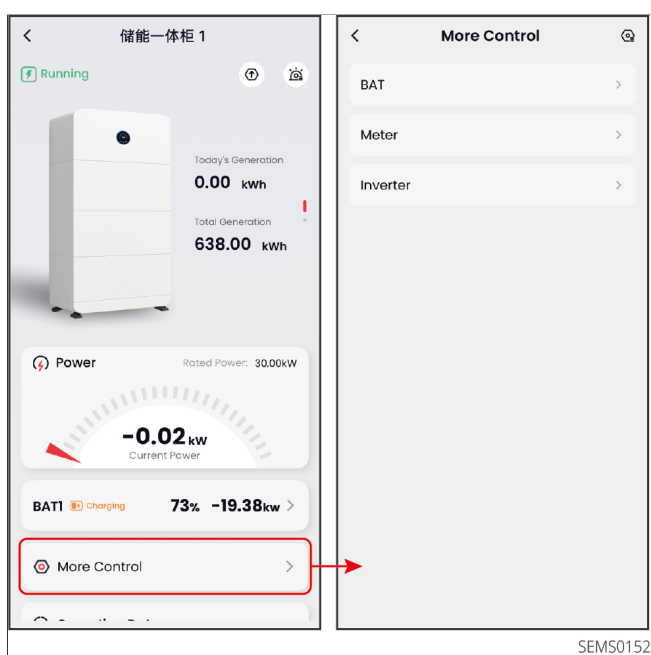 储能一体柜 1
Running
Today's Generation
0.00 kWh
Total Generation
638.00 kWh
Power
Rated Power: 30.00kW
-0.02 kW
Current Power
BAT1 Charging 73% -19.38kw
More Control
More Control
BAT
Meter
Inverter
SEMS0152